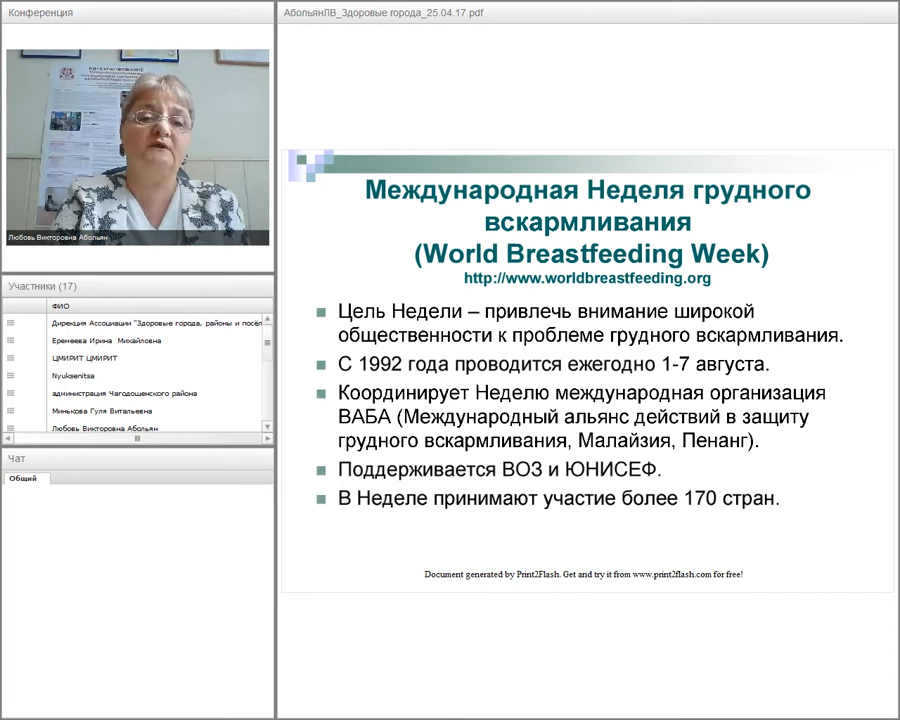 Конференция
АбольянЛВ_Здоровые города_25.04.17.pdf
Любовь Викторовна Абольян
Участники (17)
ФИО
Дирекция Ассоциации "Здоровые города, районы и посёл
Еремеева Ирина Михайловна
ЦМИРИТ ЦМИРИТ
Nyuksenitsa
администрация Чагодощенского района
Минькова Гуля Витальевна
Любовь Викторовна Абольян
Чат
Общий
Международная Неделя грудного
вскармливания
(World Breastfeeding Week)
http://www.worldbreastfeeding.org
Цель Недели – привлечь внимание широкой
общественности к проблеме грудного вскармливания.
С 1992 года проводится ежегодно 1-7 августа.
Координирует Неделю международная организация
ВАБА (Международный альянс действий в защиту
грудного вскармливания, Малайзия, Пенанг).
Поддерживается ВОЗ и ЮНИСЕФ.
В Неделе принимают участие более 170 стран.
Document generated by Print2Flash. Get and try it from www.print2flash.com for free!